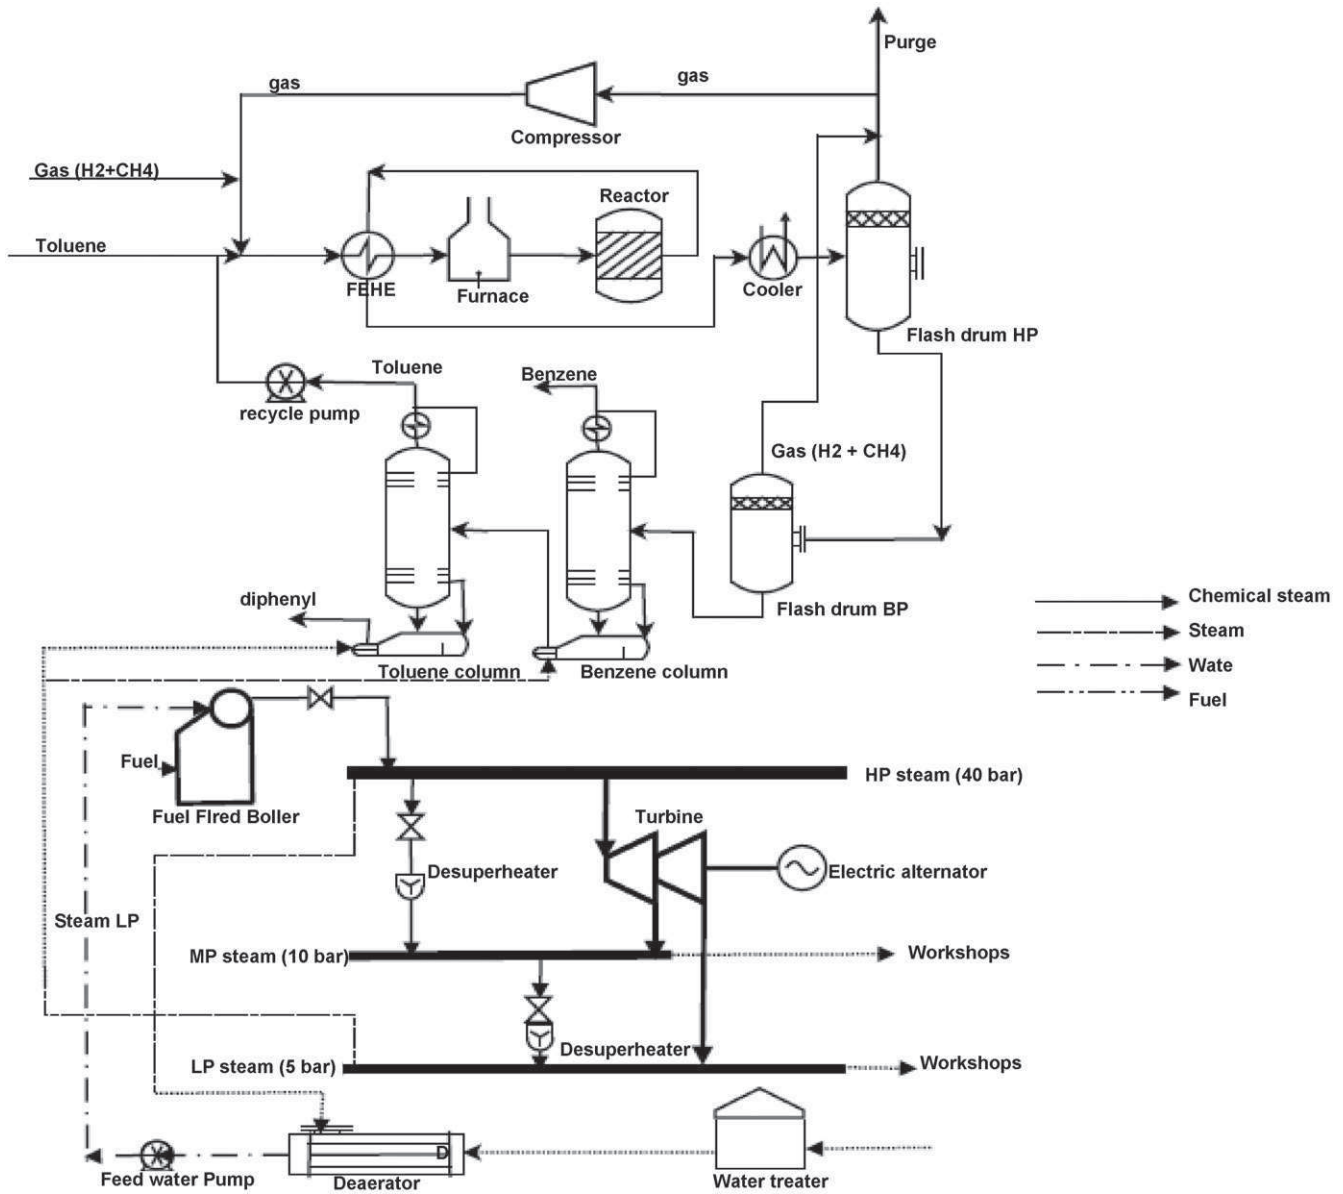 Purge
gas
gas
Compressor
Gas (H2+CH4)
Reactor
Toluene
FEHE
Furnace
Cooler
Flash drum HP
Toluene
Benzene
recycle pump
Gas (H2 + CH4)
diphenyl
Flash drum BP
Chemical steam
Steam
Wate
Fuel
Toluene column
Benzene column
Fuel
HP steam (40 bar)
Fuel FIred Boller
Turbine
Desuperheater
Electric alternator
Steam LP
MP steam (10 bar)
Workshops
Desuperheater
LP steam (5 bar)
Workshops
D
Feed water Pump
Deaerator
Water treater